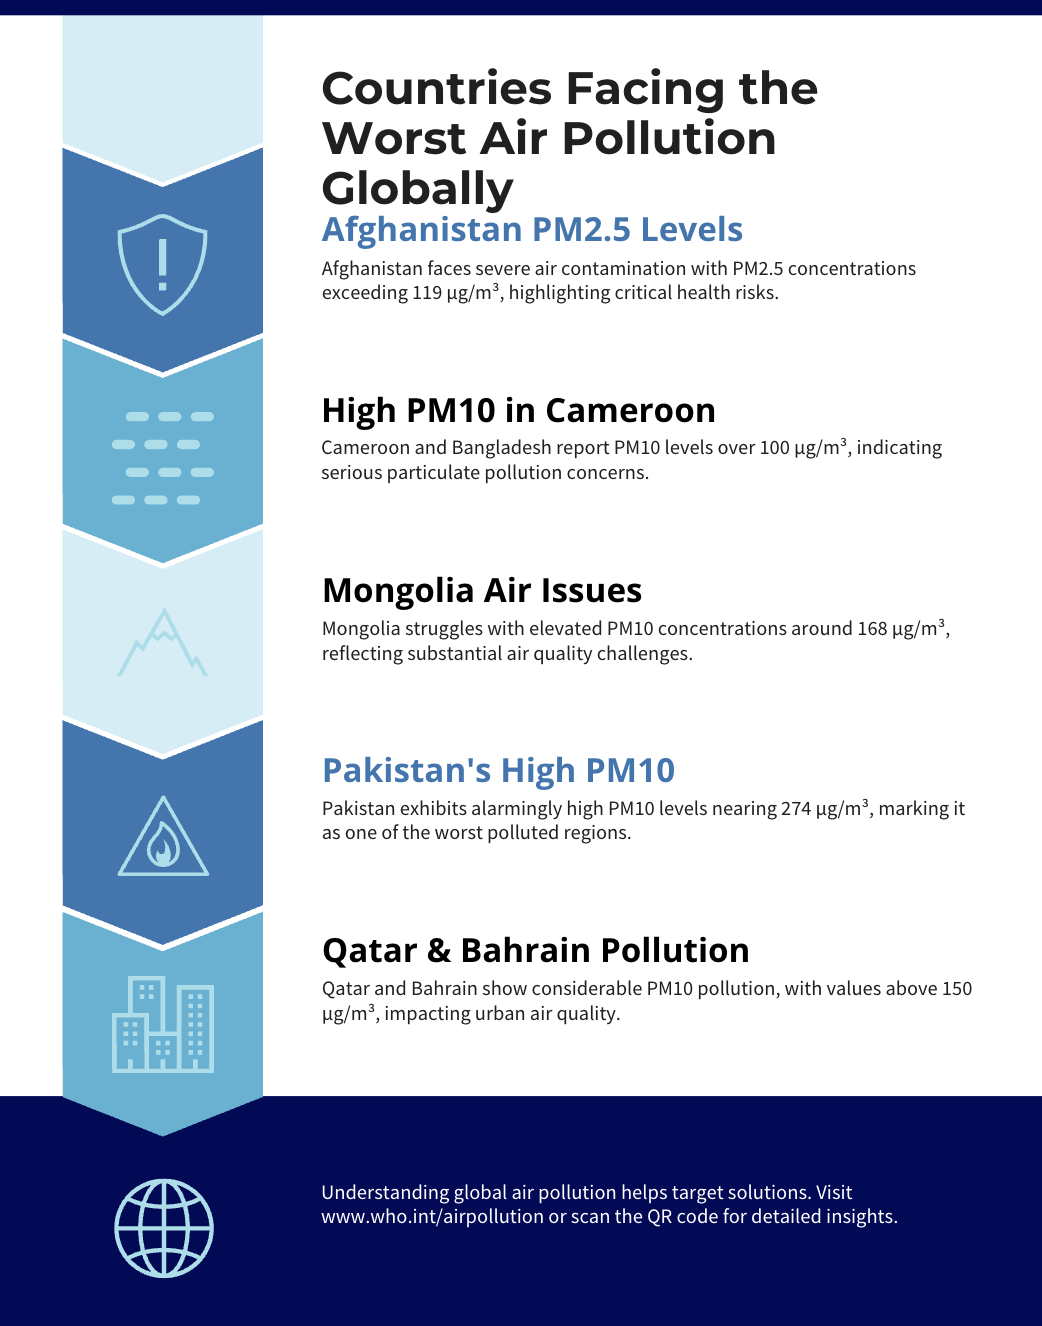 Countries Facing the
Worst Air Pollution
Globally
Afghanistan PM2.5 Levels
Afghanistan faces severe air contamination with PM2.5 concentrations
exceeding 119 µg/m³, highlighting critical health risks.
High PM10 in Cameroon
Cameroon and Bangladesh report PM10 levels over 100 µg/m³, indicating
serious particulate pollution concerns.
Mongolia Air Issues
Mongolia struggles with elevated PM10 concentrations around 168 µg/m³,
reflecting substantial air quality challenges.
Pakistan's High PM10
Pakistan exhibits alarmingly high PM10 levels nearing 274 µg/m³, marking it
as one of the worst polluted regions.
Qatar & Bahrain Pollution
Qatar and Bahrain show considerable PM10 pollution, with values above 150
µg/m³, impacting urban air quality.
Understanding global air pollution helps target solutions. Visit
www.who.int/airpollution or scan the QR code for detailed insights.